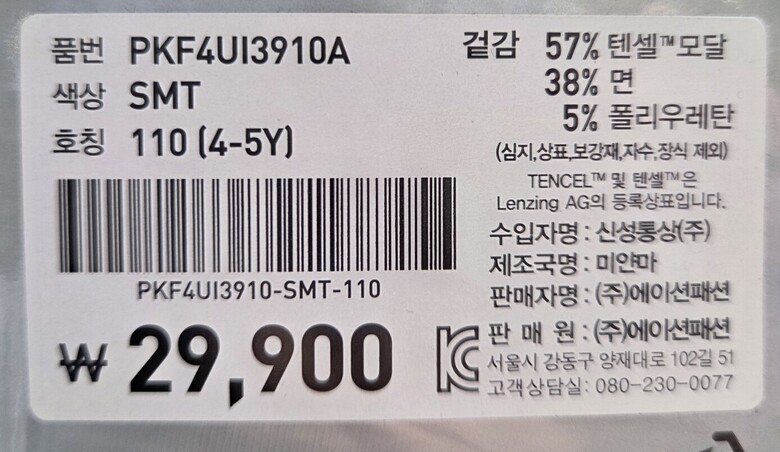 품번 PKF4UI3910A
색상 SMT
호칭 110 (4-5Y)
PKF4UI3910-SMT-110
₩ 29,900
겉감 57% 텐셀™모달
38% 면
5% 폴리우레탄
(심지,상표,보강재,자수,장식 제외)
TENCEL™ 및 텐셀™은
Lenzing AG의 등록상표입니다.
수입자명 : 신성통상(주)
제조국명 : 미얀마
판매자명 : (주)에이션패션
판 매 원 : (주)에이션패션
서울시 강동구 양재대로 102길 51
고객상담실: 080-230-0077